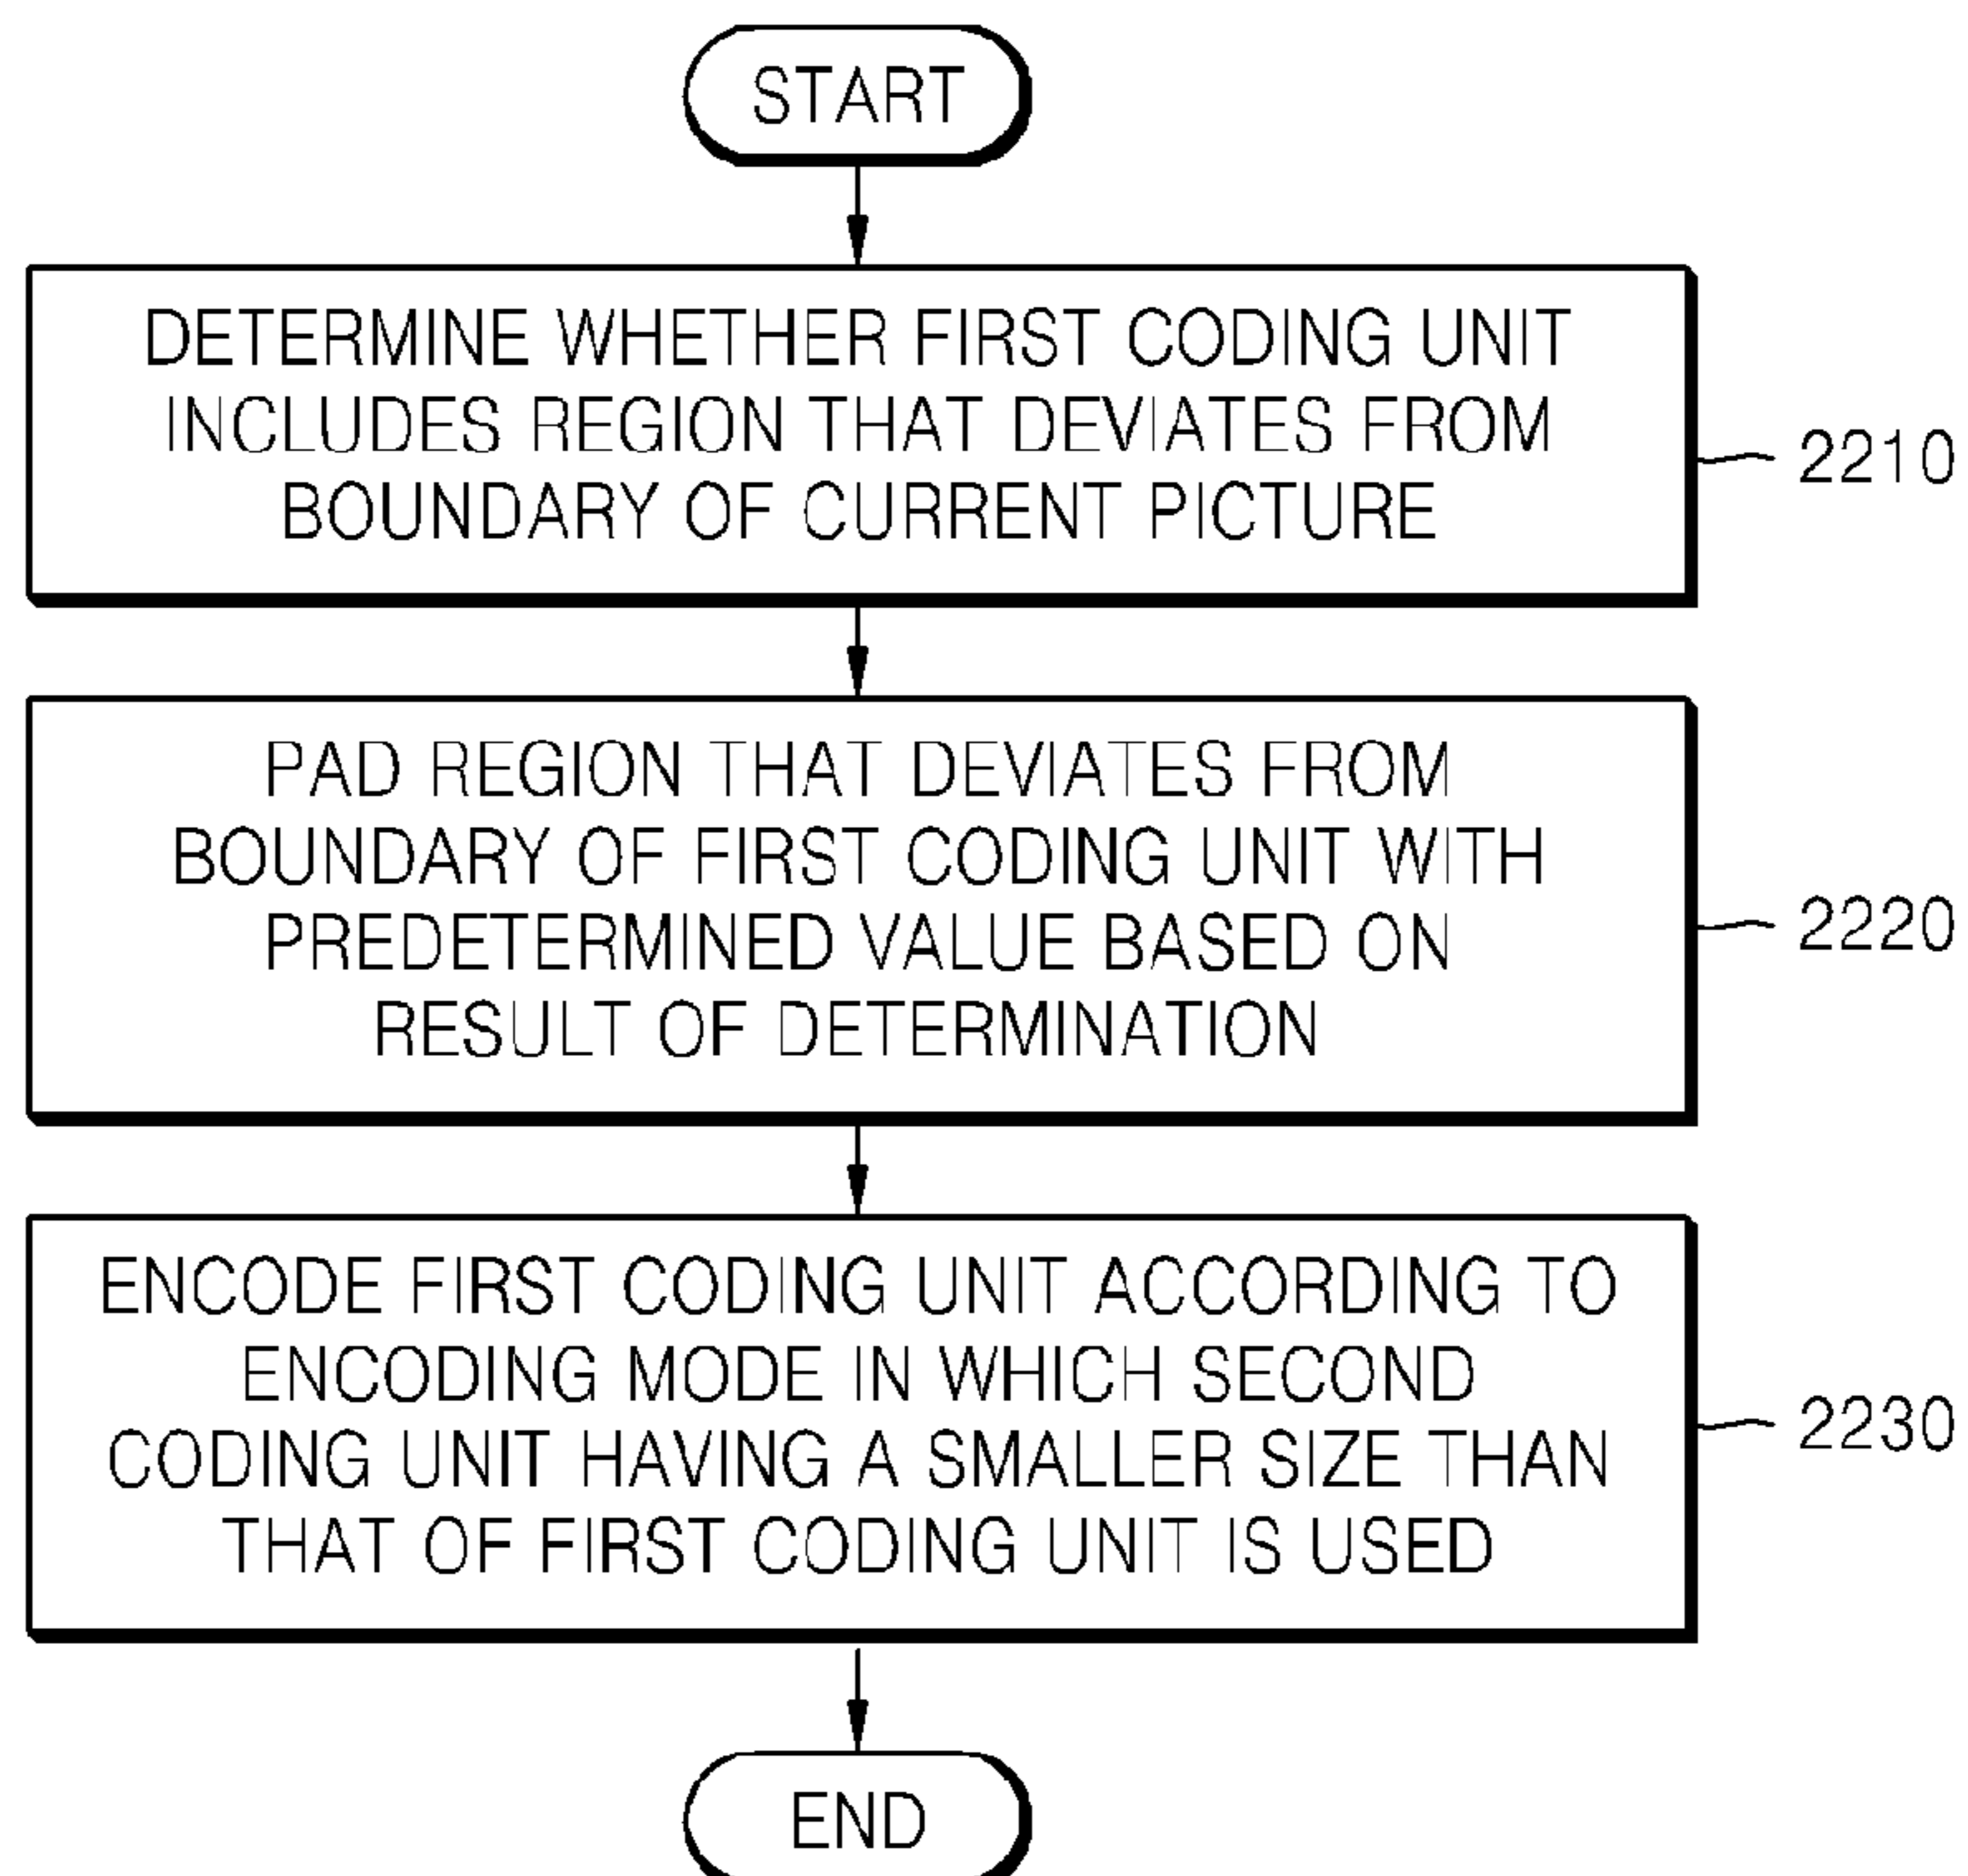 START
DETERMINE WHETHER FIRST CODING UNIT
INCLUDES REGION THAT DEVIATES FROM
BOUNDARY OF CURRENT PICTURE
2210
PAD REGION THAT DEVIATES FROM
BOUNDARY OF FIRST CODING UNIT WITH
PREDETERMINED VALUE BASED ON
RESULT OF DETERMINATION
2220
ENCODE FIRST CODING UNIT ACCORDING TO
ENCODING MODE IN WHICH SECOND
CODING UNIT HAVING A SMALLER SIZE THAN
THAT OF FIRST CODING UNIT IS USED
2230
END